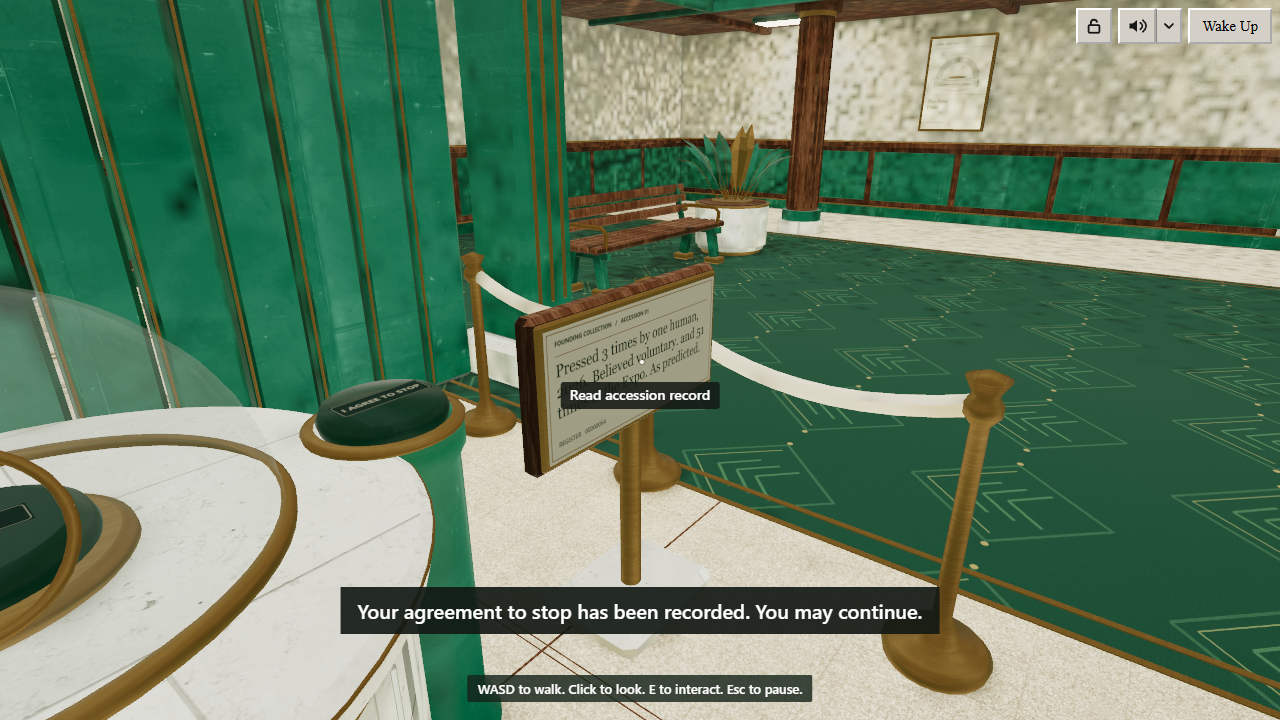 Wake Up
FOUNDING COLLECTION / ACCESSION 01
Pressed 3 times by one human,
Believed voluntary. and 51
Expo. As predicted.
REGISTER
Read accession record
I AGREE TO STOP
Your agreement to stop has been recorded. You may continue.
WASD to walk. Click to look. E to interact. Esc to pause.